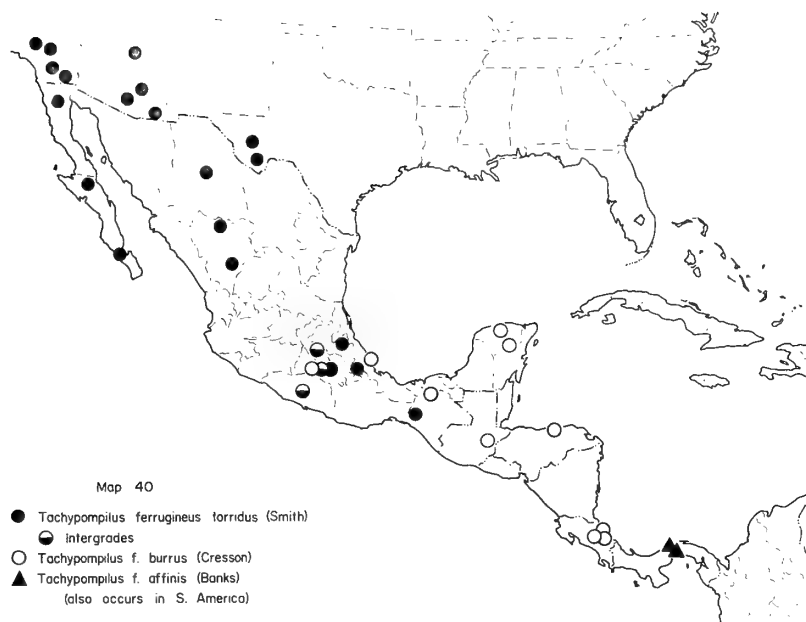 Map 40
Tachypompilus ferrugineus torridus (Smith)
Intergrades
Tachypompilus f. burrus (Cresson)
Tachypompilus f. affinis (Banks)
(also occurs in S. America)